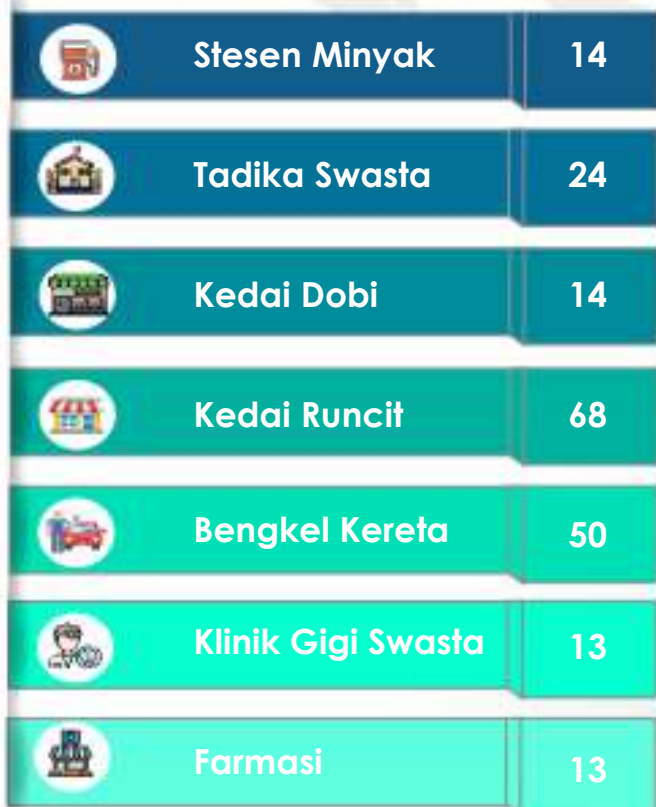 Stesen Minyak 14
Tadika Swasta 24
Kedai Dobi 14
Kedai Runcit 68
Bengkel Kereta 50
Klinik Gigi Swasta 13
Farmasi 13